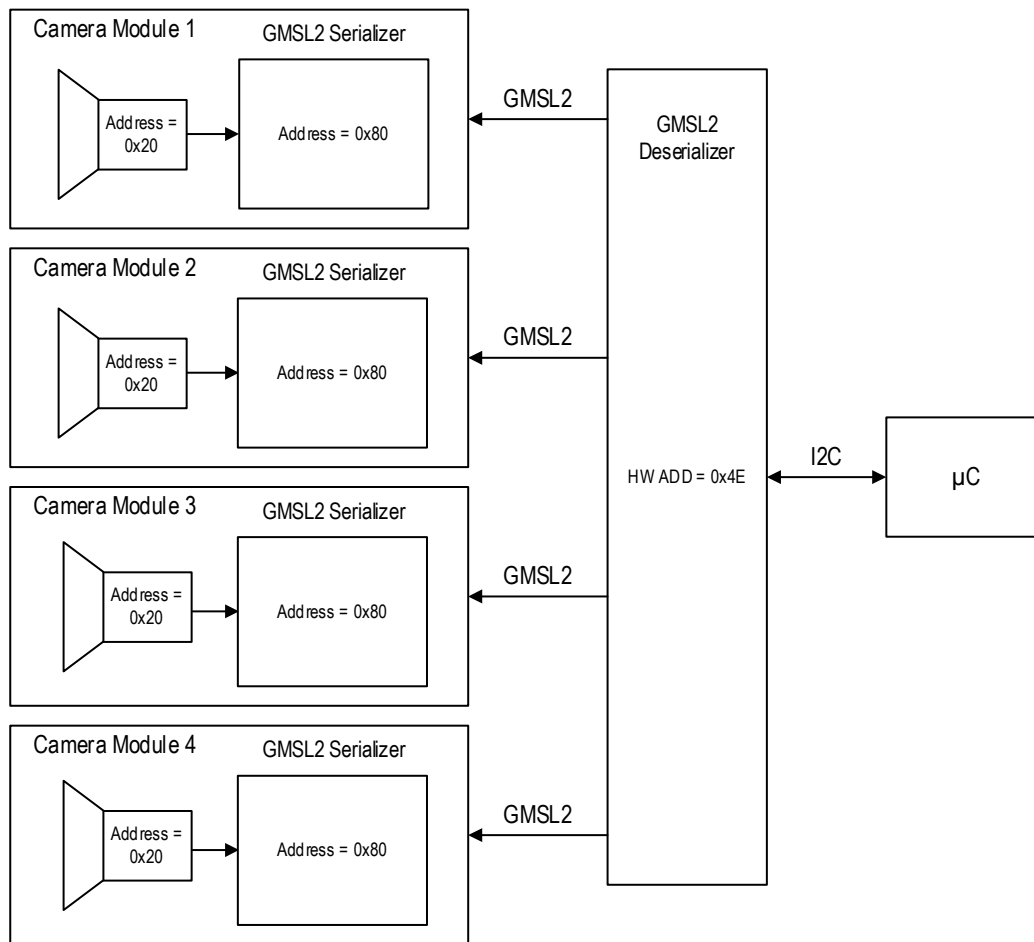 Camera Module 1
GMSL2 Serializer
Address =
0x20
Address = 0x80
GMSL2
Camera Module 2
GMSL2 Serializer
Address =
0x20
Address = 0x80
GMSL2
Camera Module 3
GMSL2 Serializer
Address =
0x20
Address = 0x80
GMSL2
Camera Module 4
GMSL2 Serializer
Address =
0x20
Address = 0x80
GMSL2
GMSL2
Deserializer
HW ADD = 0x4E
I2C
µC